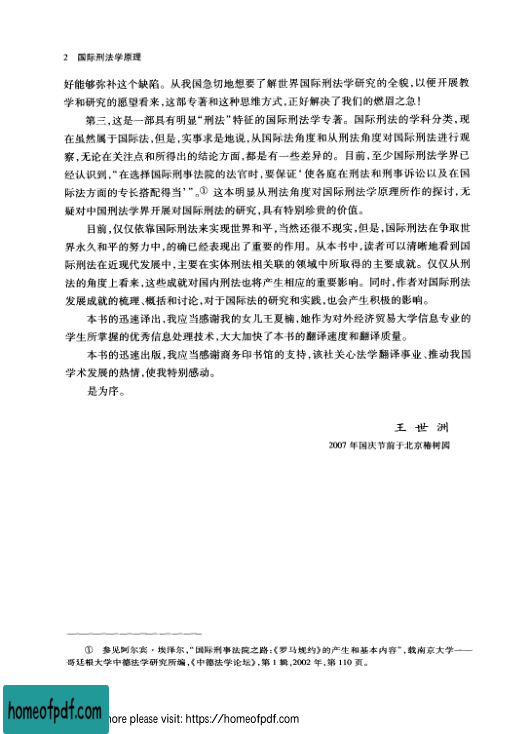 2 国际刑法学原理
好能够弥补这个缺陷。从我国急切地想要了解世界国际刑法学研究的全貌,以便开展教
学和研究的愿望看来,这部专著和这种思维方式,正好解决了我们的燃眉之急!
第三,这是一部具有明显“刑法”特征的国际刑法学专著。国际刑法的学科分类,现
在虽然属于国际法,但是,实事求是地说,从国际法角度和从刑法角度对国际刑法进行观
察,无论在关注点和所得出的结论方面,都是有一些差异的。目前,至少国际刑法学界已
经认识到,“在选择国际刑事法院的法官时,要保证‘使各庭在刑法和刑事诉讼以及在国
际法方面的专长搭配得当’”。① 这本明显从刑法角度对国际刑法学原理所作的探讨,无
疑对中国刑法学界开展对国际刑法的研究,具有特别珍贵的价值。
目前,仅仅依靠国际刑法来实现世界和平,当然还很不现实,但是,国际刑法在争取世
界永久和平的努力中,的确已经表现出了重要的作用。从本书中,读者可以清晰地看到国
际刑法在近现代发展中,主要在实体刑法相关联的领域中所取得的主要成就。仅仅从刑
法的角度上看来,这些成就对国内刑法也将产生相应的重要影响。同时,作者对国际刑法
发展成就的梳理、概括和讨论,对于国际法的研究和实践,也会产生积极的影响。
本书的迅速译出,我应当感谢我的女儿王夏楠,她作为对外经济贸易大学信息专业的
学生所掌握的优秀信息处理技术,大大加快了本书的翻译速度和翻译质量。
本书的迅速出版,我应当感谢商务印书馆的支持,该社关心法学翻译事业、推动我国
学术发展的热情,使我特别感动。
是为序。
王 世 洲
2007 年国庆节前于北京椿树园
① 参见阿尔宾·埃泽尔,“国际刑事法院之路:《罗马规约》的产生和基本内容”,载南京大学——
哥廷根大学中德法学研究所编,《中德法学论坛》,第 1 辑,2002 年,第 110 页。
homeofpdf.com
ore please visit: https://homeofpdf.com